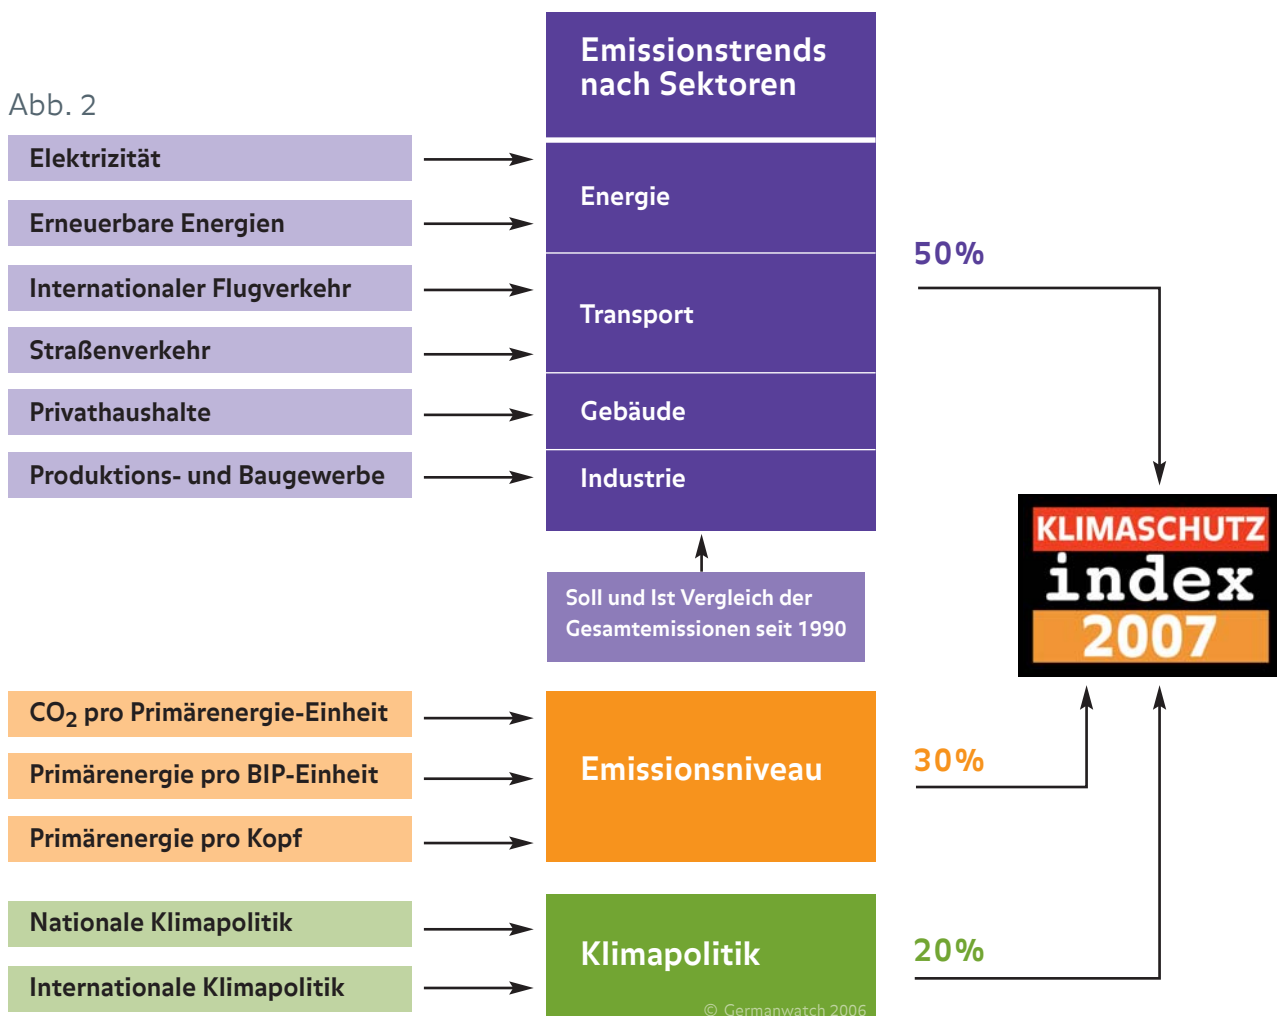 Abb. 2
Elektrizität
Erneuerbare Energien
Internationaler Flugverkehr
Straßenverkehr
Privathaushalte
Produktions- und Baugewerbe
Emissionstrends
nach Sektoren
Energie
Transport
Gebäude
Industrie
Soll und Ist Vergleich der
Gesamtemissionen seit 1990
50%
CO₂ pro Primärenergie-Einheit
Primärenergie pro BIP-Einheit
Primärenergie pro Kopf
Emissionsniveau
30%
Nationale Klimapolitik
Internationale Klimapolitik
Klimapolitik
© Germanwatch 2006
20%
KLIMASCHUTZ
index
2007